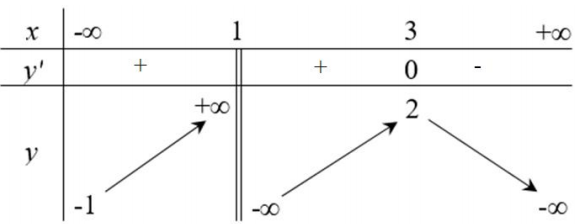 x -∞ 1 3 +∞
y' + + 0 -
+∞ 2
y
-1 -∞ -∞